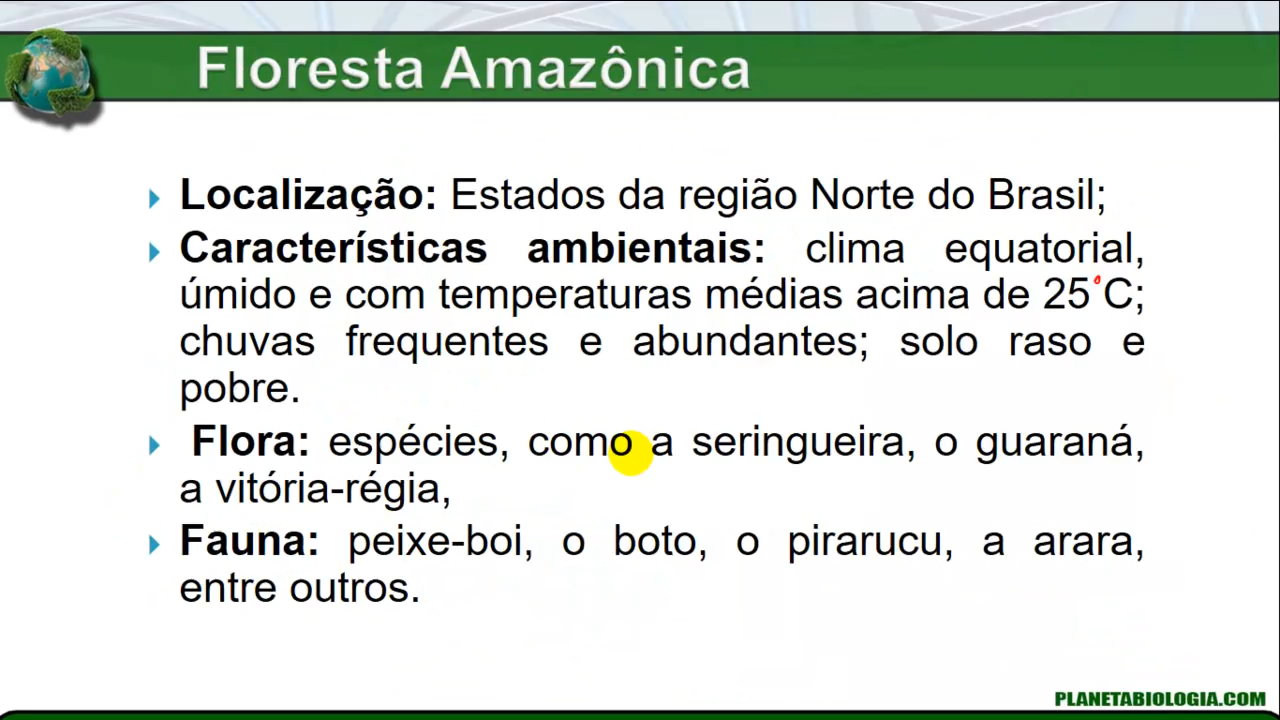 Floresta Amazônica
Localização: Estados da região Norte do Brasil;
Características ambientais: clima equatorial,
úmido e com temperaturas médias acima de 25°C;
chuvas frequentes e abundantes; solo raso e
pobre.
Flora: espécies, como a seringueira, o guaraná,
a vitória-régia,
Fauna: peixe-boi, o boto, o pirarucu, a arara,
entre outros.
PLANETABIOLOGIA.COM